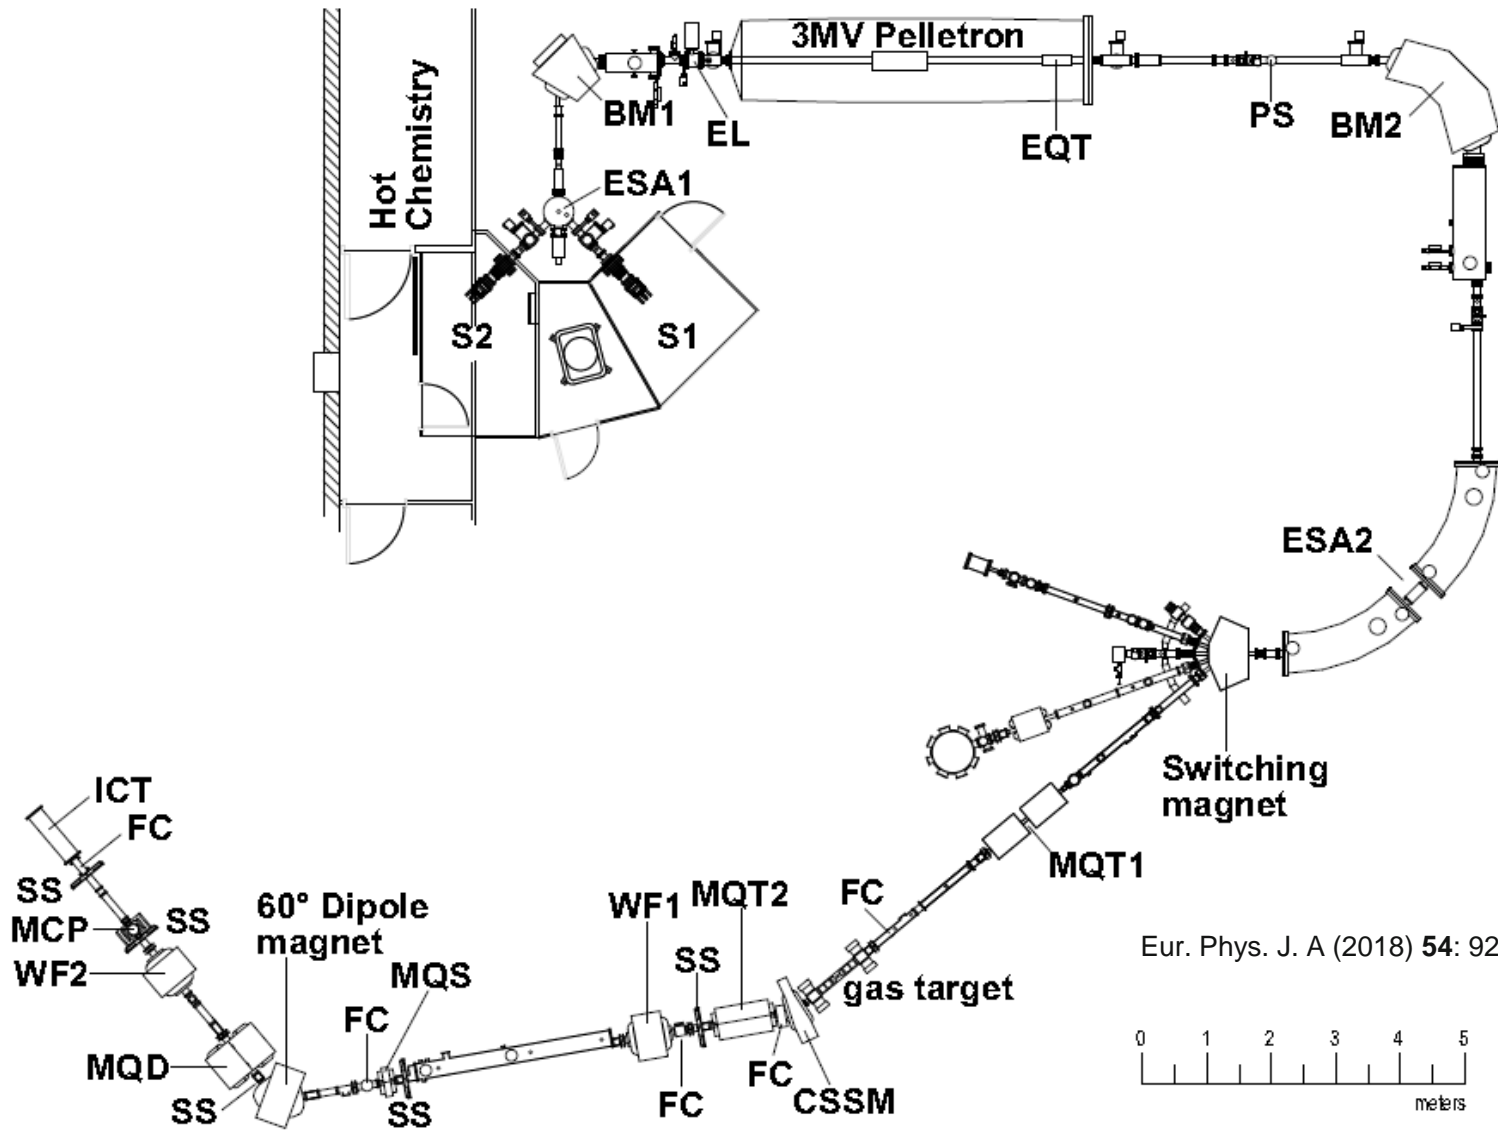 3MV Pelletron
Hot
Chemistry
BM1
EL
EQT
PS
BM2
ESA1
S2
S1
ESA2
Switching
magnet
MQT1
ICT
FC
SS
MCP
SS
WF2
60° Dipole
magnet
MQS
FC
WF1
MQT2
SS
FC
gas target
Eur. Phys. J. A (2018) 54: 92
MQD
SS
SS
FC
FC
CSSM
0 1 2 3 4 5
meters